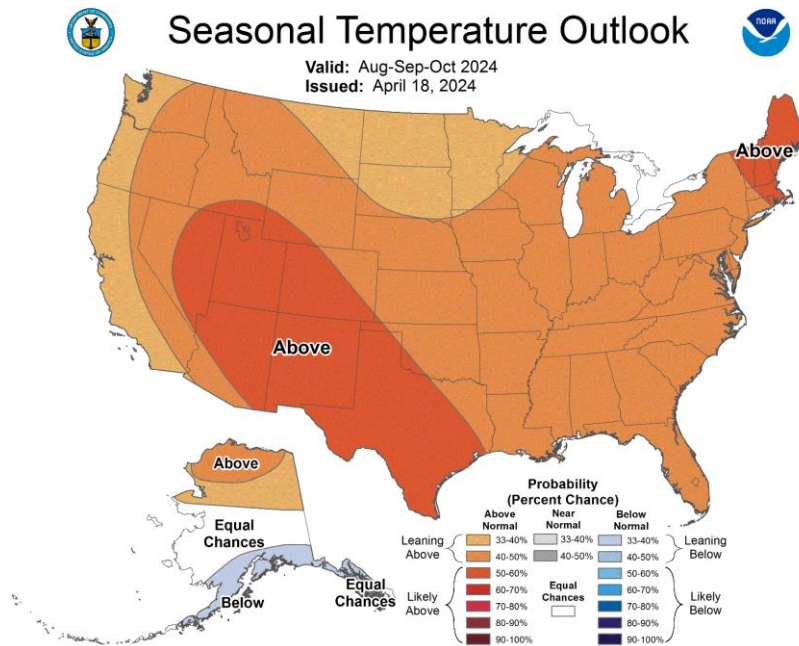 Seasonal Temperature Outlook
NOAA
Valid: Aug-Sep-Oct 2024
Issued: April 18, 2024
Above
Above
Above
Equal
Chances
Below
Equal
Chances
Probability
(Percent Chance)
Above
Normal
Near
Normal
Below
Normal
Leaning
Above
33-40%
40-50%
33-40%
40-50%
33-40%
40-50%
Leaning
Below
Likely
Above
50-60%
60-70%
70-80%
80-90%
90-100%
Equal
Chances
50-60%
60-70%
70-80%
80-90%
90-100%
Likely
Below